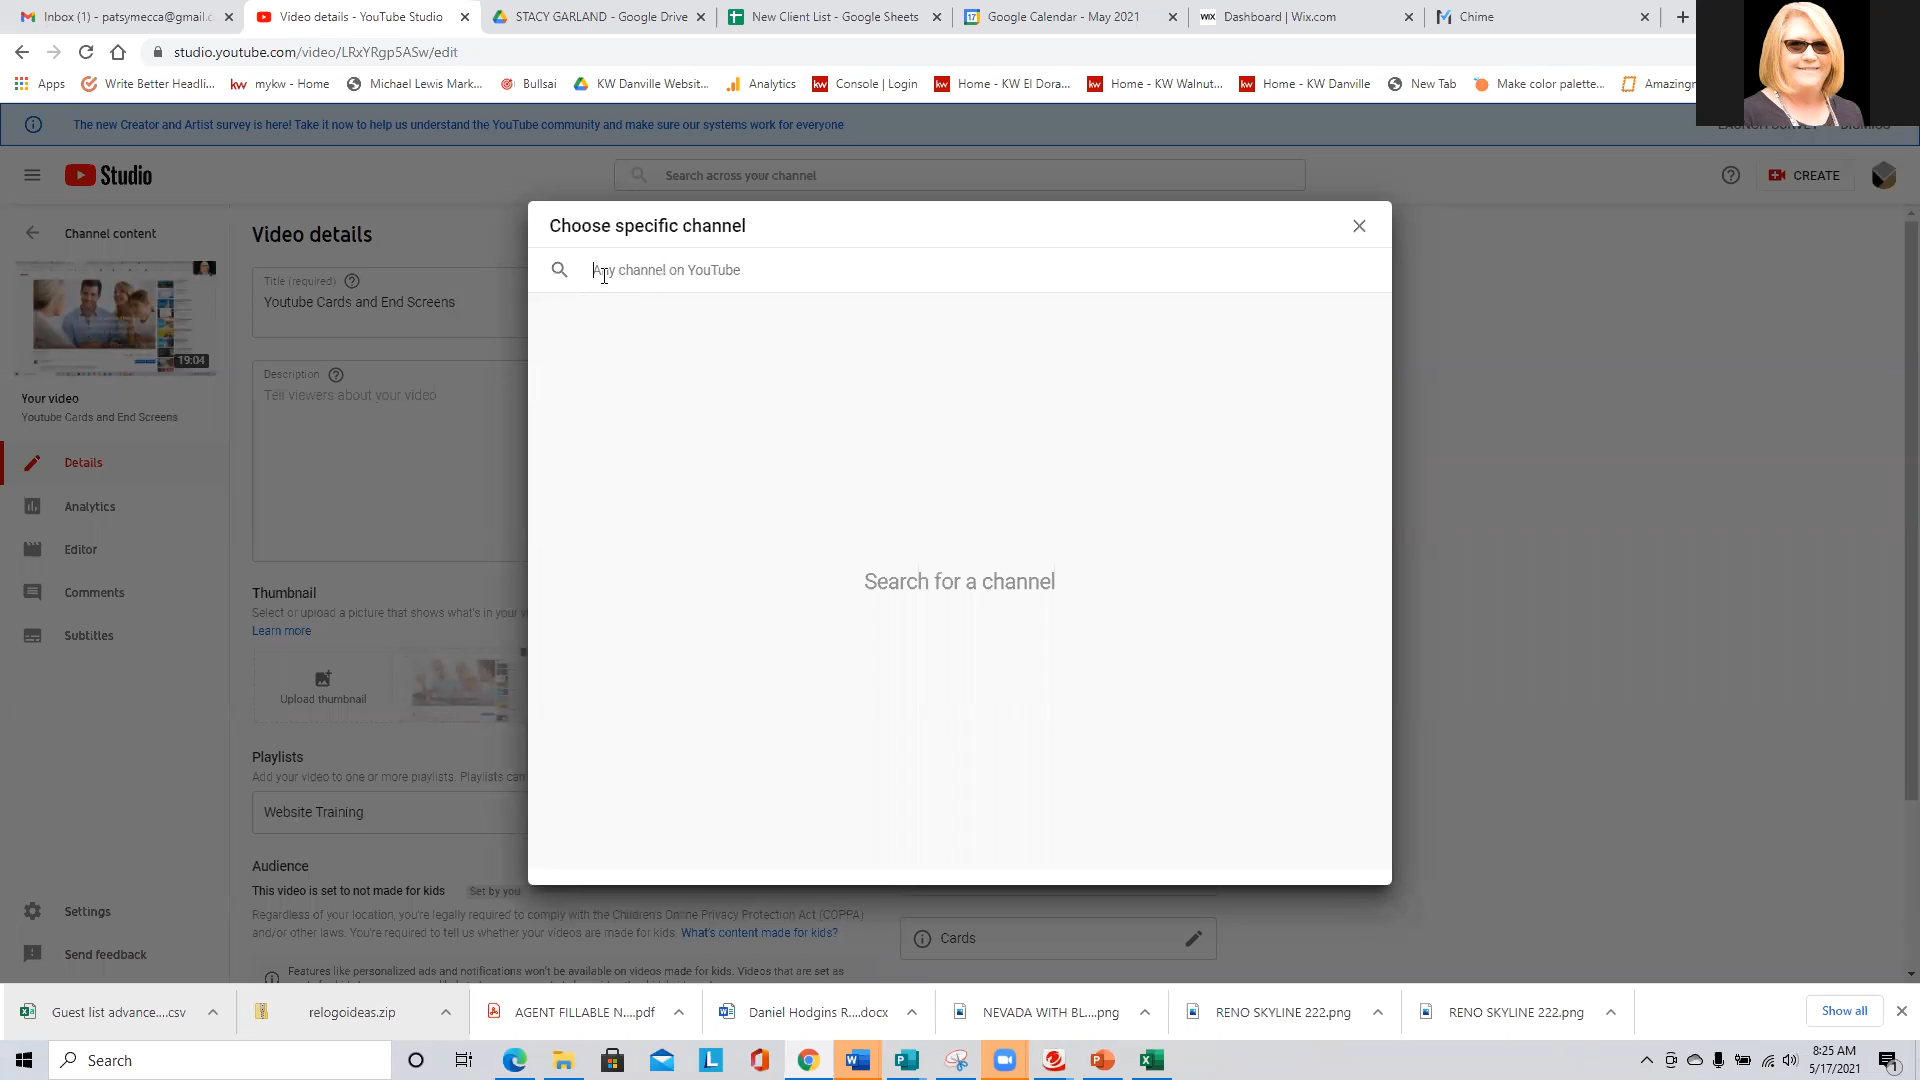 Inbox (1) - patsymecca@gmail.c
Video details - YouTube Studio
STACY GARLAND - Google Drive
New Client List - Google Sheets
17
Google Calendar - May 2021
WIX
Dashboard | Wix.com
Chime
studio.youtube.com/video/LRxYRgp5ASw/edit
Apps
Write Better Headli...
kw
mykw - Home
Michael Lewis Mark...
Bullsai
KW Danville Websit...
Analytics
kw
Console | Login
kw
Home - KW El Dora...
kw
Home - KW Walnut...
kw
Home - KW Danville
New Tab
Make color palette...
Amazing
The new Creator and Artist survey is here! Take it now to help us understand the YouTube community and make sure our systems work for everyone
Studio
Search across your channel
CREATE
Channel content
19:04
Your video
Youtube Cards and End Screens
Details
Analytics
Editor
Comments
Subtitles
Settings
Send feedback
Video details
Title (required)
Youtube Cards and End Screens
Description
Tell viewers about your video
Thumbnail
Select or upload a picture that shows what's in your v
Learn more
Upload thumbnail
Playlists
Add your video to one or more playlists. Playlists can
Website Training
Audience
This video is set to not made for kids
Set by you
Regardless of your location, you're legally required to comply with the Children's Online Privacy Protection Act (COPPA)
and/or other laws. You're required to tell us whether your videos are made for kids. What's content made for kids?
Features like personalized ads and notifications won't be available on videos made for kids. Videos that are set as
Choose specific channel
Any channel on YouTube
Search for a channel
Cards
Guest list advance....csv
relogoideas.zip
AGENT FILLABLE N....pdf
Daniel Hodgins R....docx
NEVADA WITH BL....png
RENO SKYLINE 222.png
RENO SKYLINE 222.png
Show all
Search
8:25 AM
5/17/2021
1